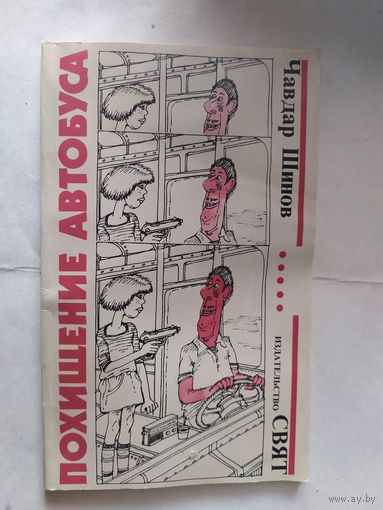 Чавдар Шинов
ПОХИЩЕНИЕ АВТОБУСА
ИЗДАТЕЛЬСТВО СВЯТ
www.ay.by